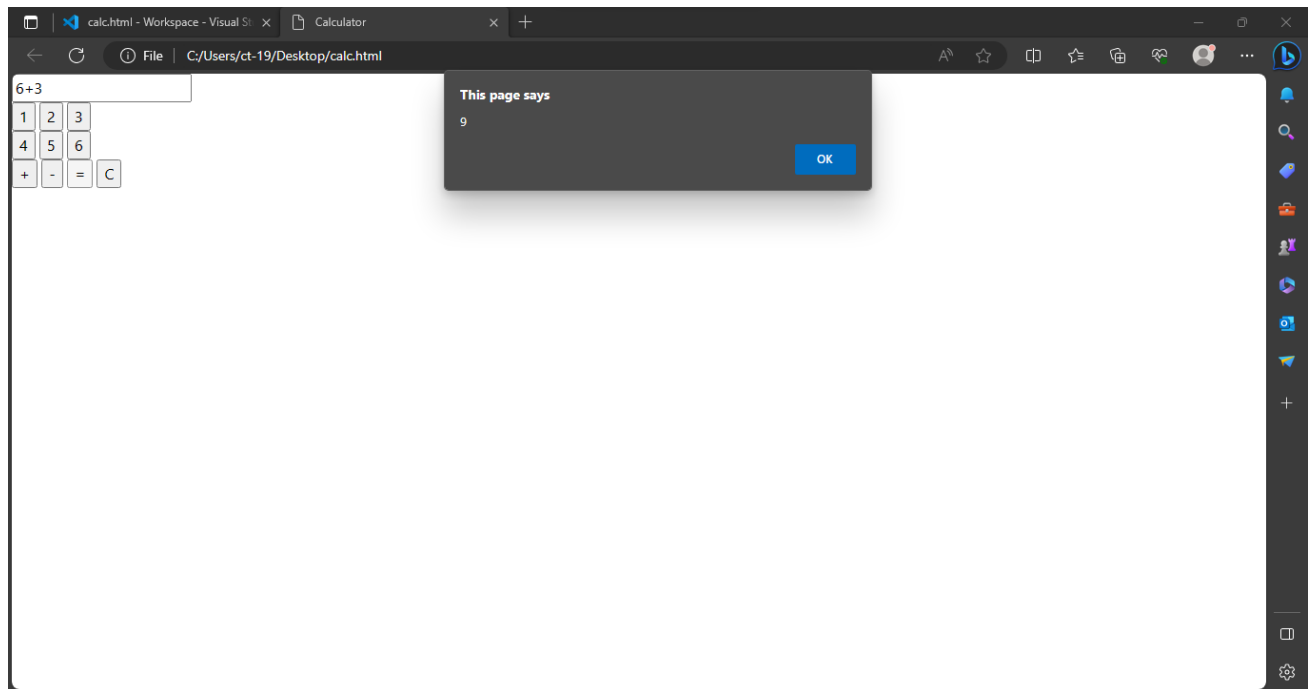 calc.html - Workspace - Visual St
Calculator
File | C:/Users/ct-19/Desktop/calc.html
6+3
This page says
9
OK
1 2 3
4 5 6
+ - = C